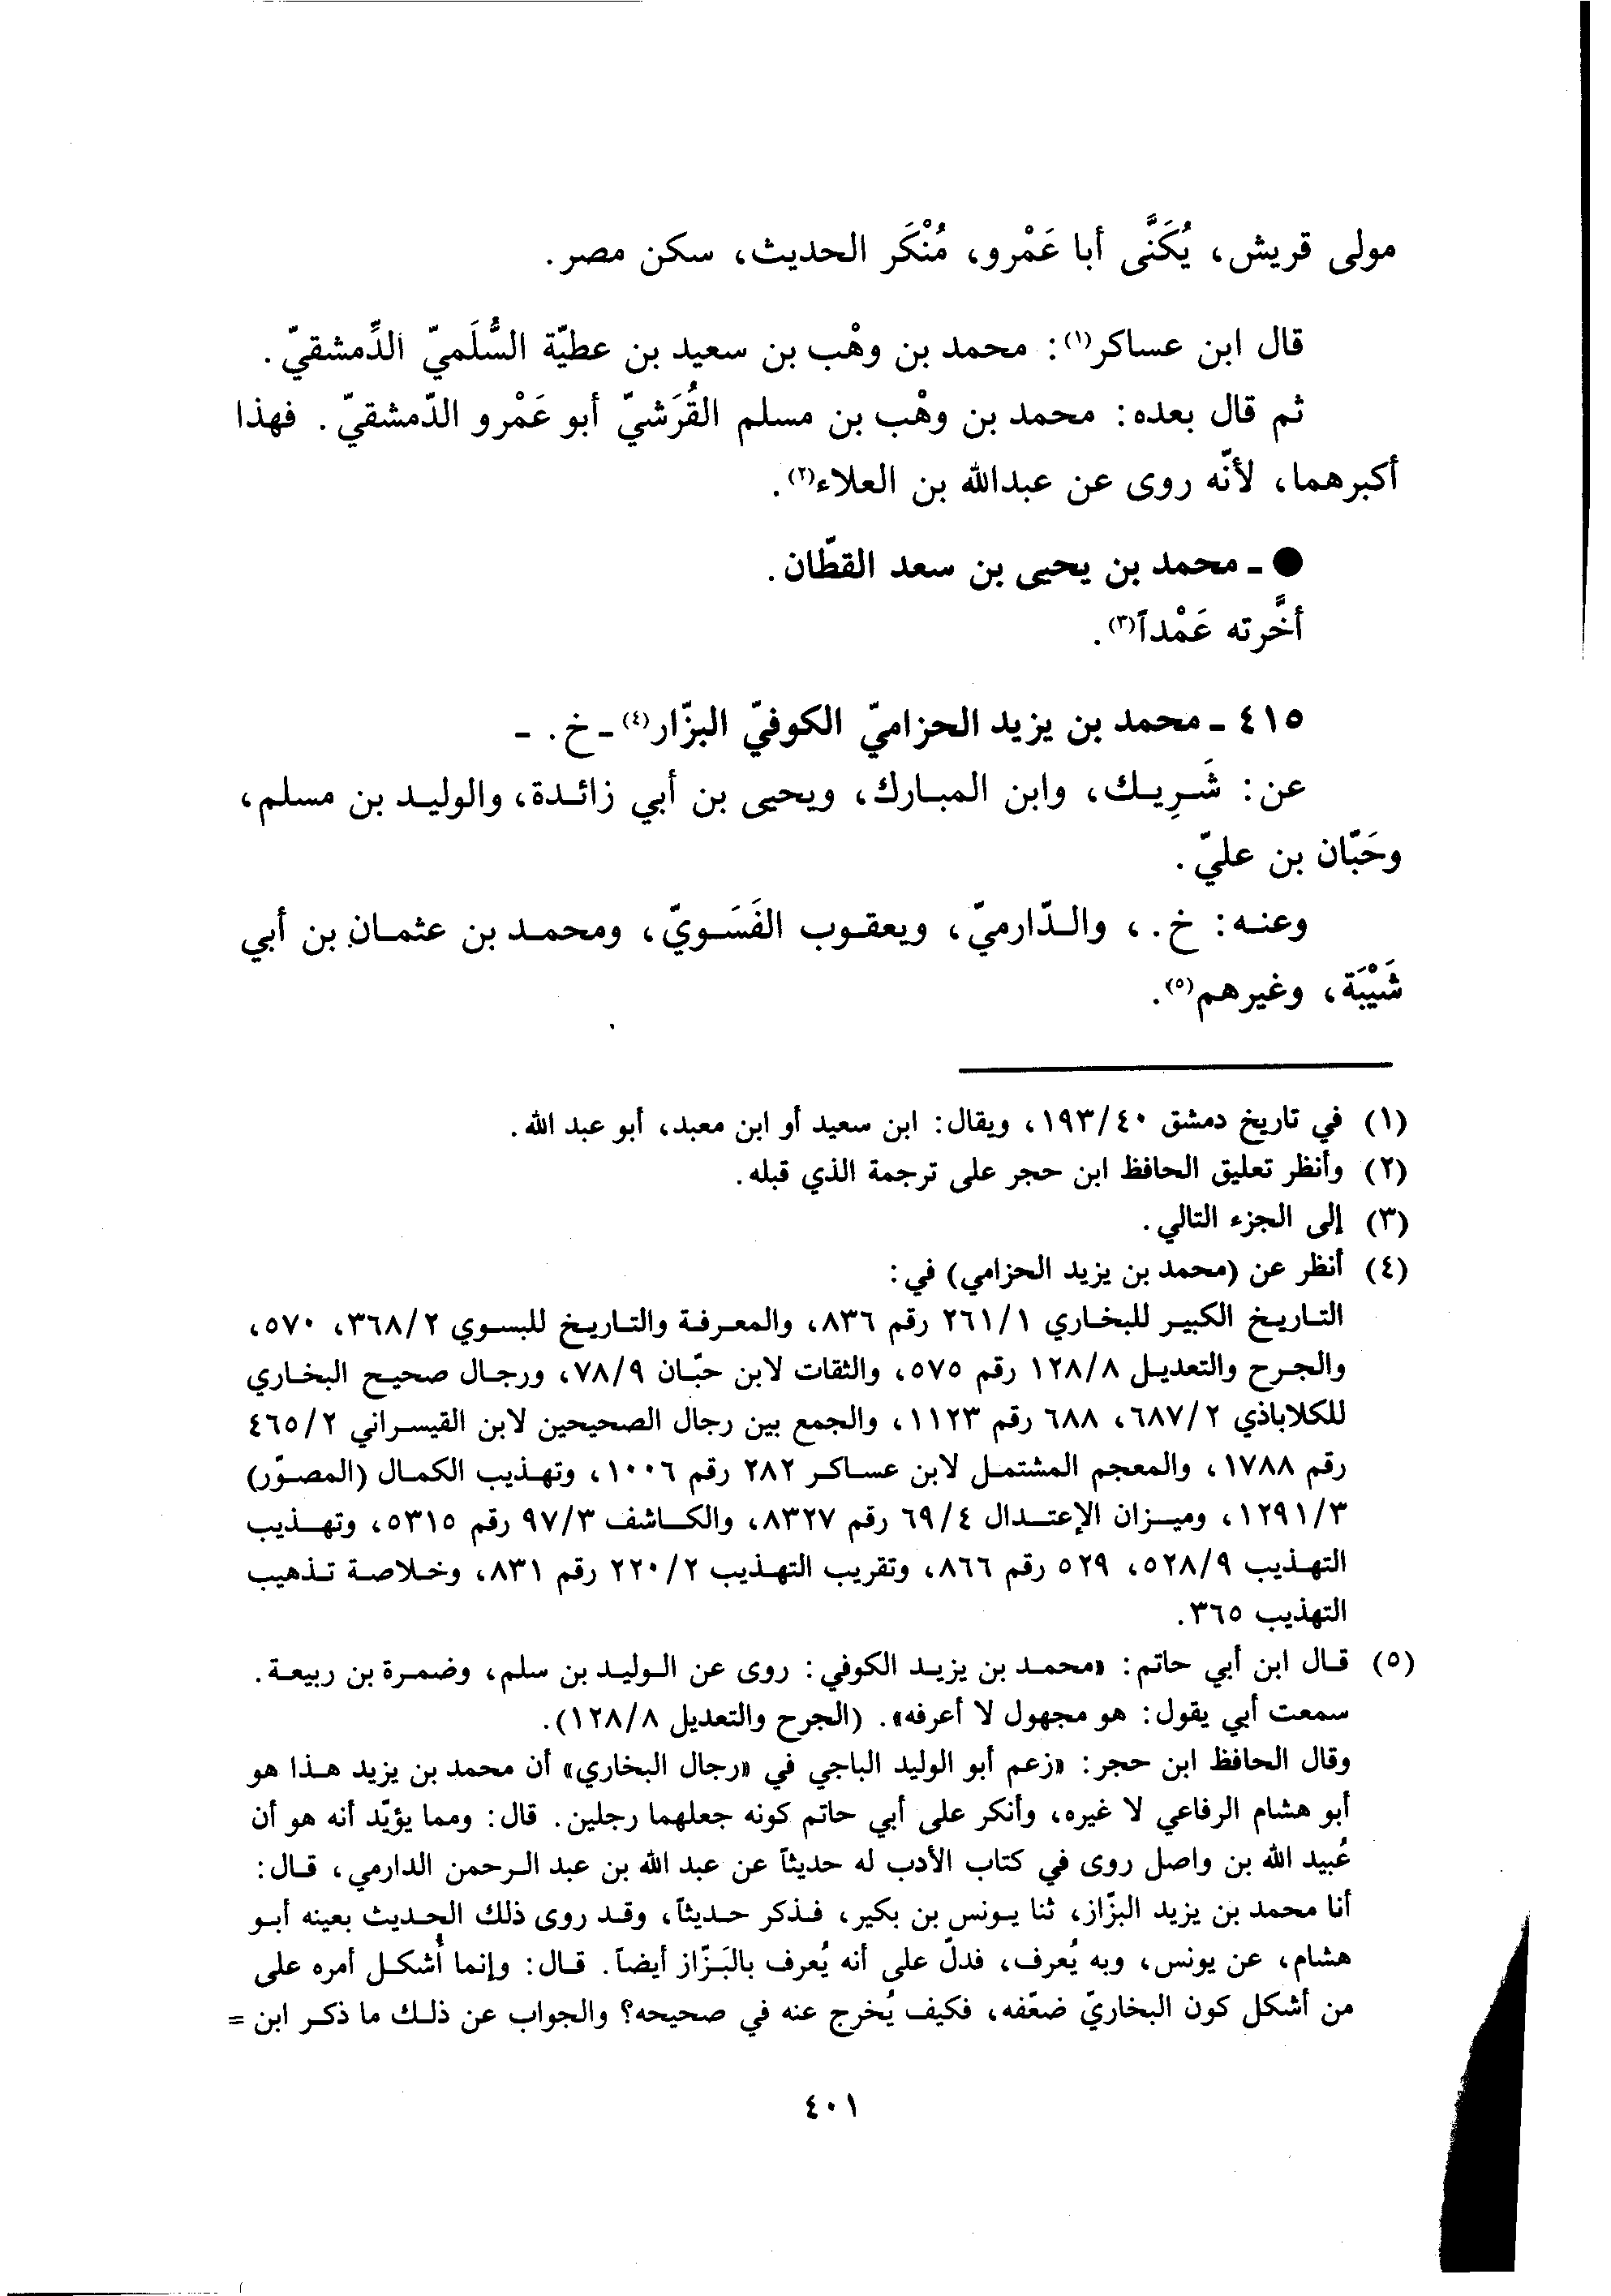 مولى قريش، يُكَنَّى أبا عَمْرو، مُنْكَر الحديث، سكن مصر.
قال ابن عساكر(١): محمد بن وهْب بن سعيد بن عطيّة السُّلَميّ الدِّمشقيّ.
ثم قال بعده: محمد بن وهْب بن مسلم القُرَشيّ أبو عَمْرو الدّمشقيّ. فهذا
أكبرهما، لأنّه روى عن عبدالله بن العلاء(٢).
● ـ محمد بن يحيى بن سعد القطّان.
أخَّرته عَمْداً(٣).
٤١٥ ـ محمد بن يزيد الحزاميّ الكوفيّ البزّار(٤) ـ خ. ـ
عن: شَرِيك، وابن المبارك، ويحيى بن أبي زائدة، والوليد بن مسلم،
وحَبّان بن عليّ.
وعنه: خ.، والدّارميّ، ويعقوب الفَسَويّ، ومحمد بن عثمان بن أبي
شَيْبَة، وغيرهم(٥).
(١) في تاريخ دمشق ١٩٣/٤٠، ويقال: ابن سعيد أو ابن معبد، أبو عبد الله.
(٢) وأنظر تعليق الحافظ ابن حجر على ترجمة الذي قبله.
(٣) إلى الجزء التالي.
(٤) أنظر عن (محمد بن يزيد الحزامي) في:
التاريخ الكبير للبخاري ٢٦١/١ رقم ٨٣٦، والمعرفة والتاريخ للبسوي ٣٦٨/٢، ٥٧٠،
والجرح والتعديل ١٢٨/٨ رقم ٥٧٥، والثقات لابن حبّان ٧٨/٩، ورجال صحيح البخاري
للكلاباذي ٦٨٧/٢، ٦٨٨ رقم ١١٢٣، والجمع بين رجال الصحيحين لابن القيسراني ٤٦٥/٢
رقم ١٧٨٨، والمعجم المشتمل لابن عساكر ٢٨٢ رقم ١٠٠٦، وتهذيب الكمال (المصوّر)
١٢٩١/٣، وميزان الإعتدال ٦٩/٤ رقم ٨٣٢٧، والكاشف ٩٧/٣ رقم ٥٣١٥، وتهذيب
التهذيب ٥٢٨/٩، ٥٢٩ رقم ٨٦٦، وتقريب التهذيب ٢٢٠/٢ رقم ٨٣١، وخلاصة تذهيب
التهذيب ٣٦٥.
(٥) قال ابن أبي حاتم: «محمد بن يزيد الكوفي: روى عن الوليد بن سلم، وضمرة بن ربيعة.
سمعت أبي يقول: هو مجهول لا أعرفه». (الجرح والتعديل ١٢٨/٨).
وقال الحافظ ابن حجر: «زعم أبو الوليد الباجي في «رجال البخاري» أن محمد بن يزيد هذا هو
أبو هشام الرفاعي لا غيره، وأنكر على أبي حاتم كونه جعلهما رجلين. قال: ومما يؤيّد أنه هو أن
عُبيد الله بن واصل روى في كتاب الأدب له حديثاً عن عبد الله بن عبد الرحمن الدارمي، قال:
أنا محمد بن يزيد البزّاز، ثنا يونس بن بكير، فذكر حديثاً، وقد روى ذلك الحديث بعينه أبو
هشام، عن يونس، وبه يُعرف، فدلّ على أنه يُعرف بالبَزّاز أيضاً. قال: وإنما أُشكل أمره على
من أشكل كون البخاريّ ضعّفه، فكيف يُخرج عنه في صحيحه؟ والجواب عن ذلك ما ذكر ابن =
٤٠١